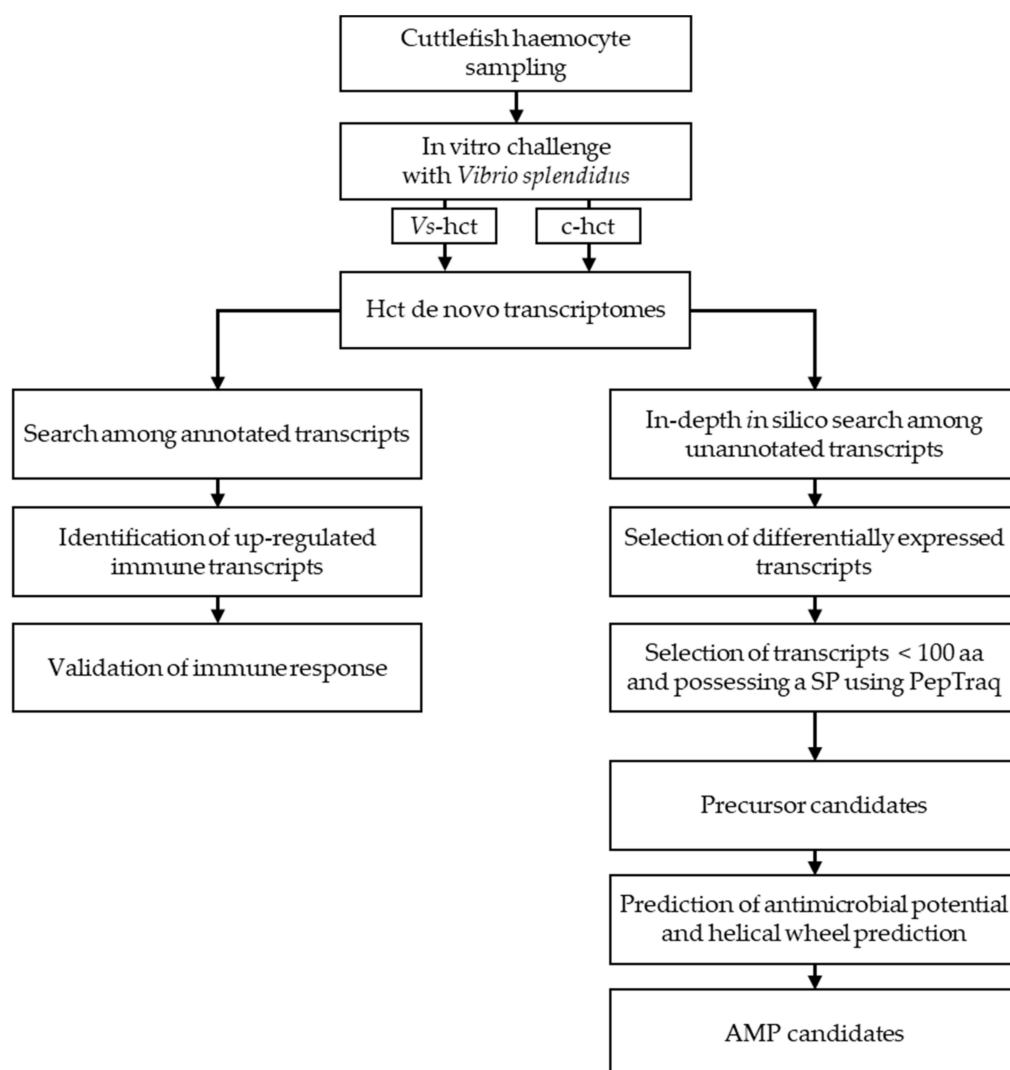 Cuttlefish haemocyte
sampling
In vitro challenge
with Vibrio splendidus
Vs-hct
c-hct
Hct de novo transcriptomes
Search among annotated transcripts
Identification of up-regulated
immune transcripts
Validation of immune response
In-depth in silico search among
unannotated transcripts
Selection of differentially expressed
transcripts
Selection of transcripts < 100 aa
and possessing a SP using PepTraq
Precursor candidates
Prediction of antimicrobial potential
and helical wheel prediction
AMP candidates